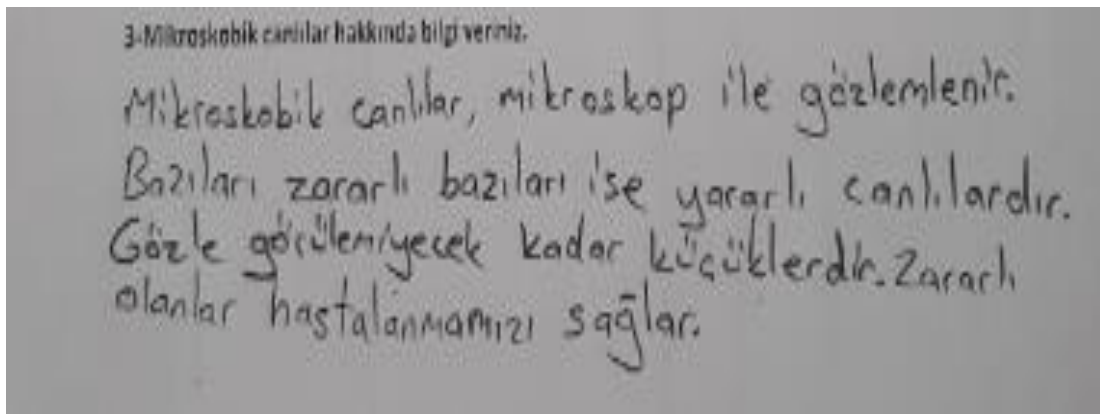 3-Mikroskobik canlılar hakkında bilgi veriniz.
Mikroskobik canlılar, mikroskop ile gözlemlenir.
Bazıları zararlı bazıları ise yararlı canlılardır.
Gözle görülemiyecek kadar küçüklerdir. Zararlı
olanlar hastalanmamızı sağlar.